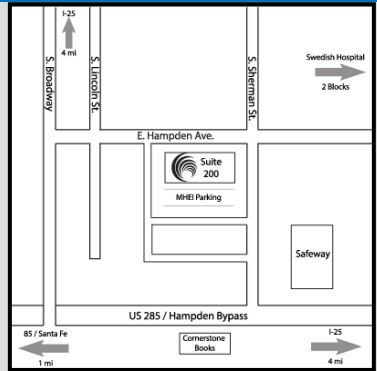 I-25
4 mi
S. Broadway
S. Lincoln St.
S. Sherman St.
Swedish Hospital
2 Blocks
E. Hampden Ave.
Suite
200
MHEI Parking
Safeway
US 285 / Hampden Bypass
85 / Santa Fe
1 mi
Cornerstone
Books
I-25
4 mi